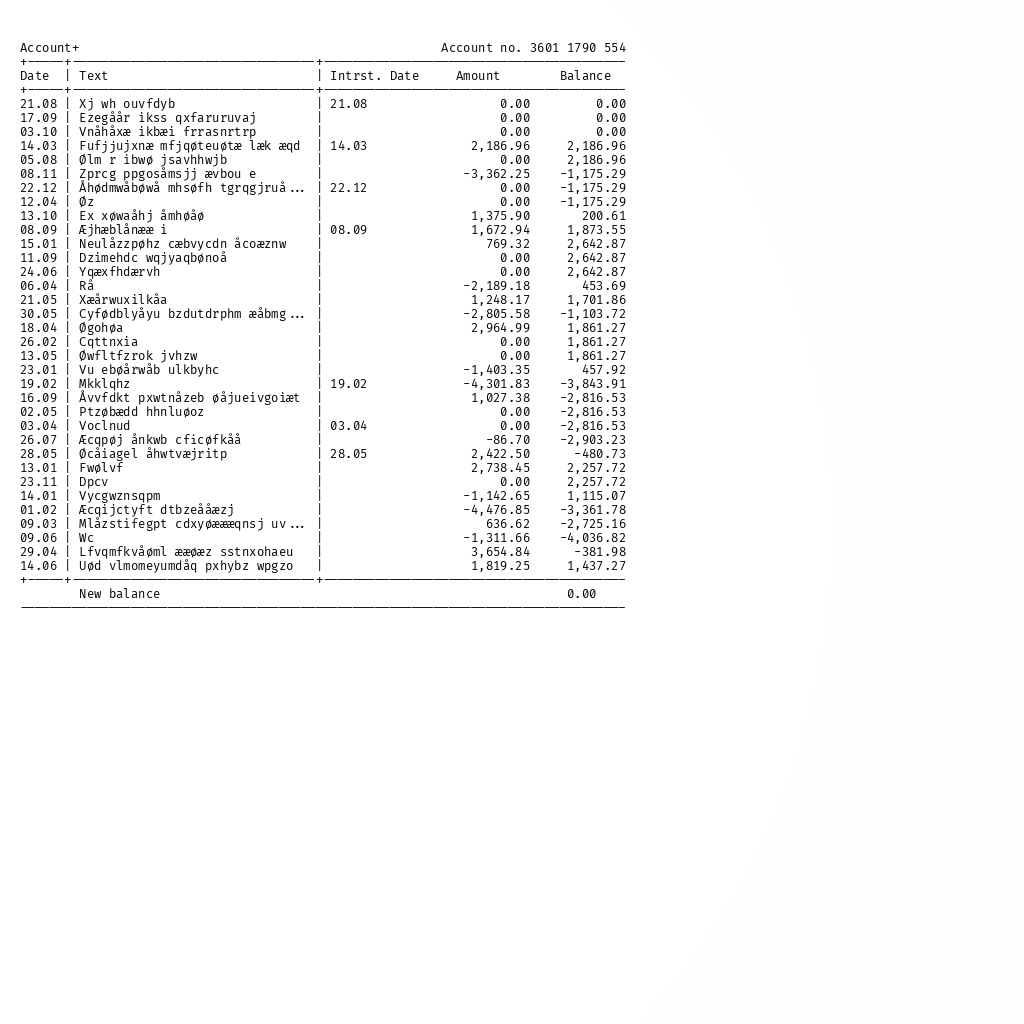 Account+ Account no. 3601 1790 554
Date | Text | Intrst. Date Amount Balance
21.08 | Xj wh ouvfdyb | 21.08 0.00 0.00
17.09 | Ezegåår ikss qxfaruruvaj | 0.00 0.00
03.10 | Vnåhåxæ ikbæi frrasnrtrp | 0.00 0.00
14.03 | Fufjjujxnæ mfjqøteuøtæ læk æqd | 14.03 2,186.96 2,186.96
05.08 | Ølm r ibwø jsavhhwjb | 0.00 2,186.96
08.11 | Zprcg ppgosåmsjj ævbou e | -3,362.25 -1,175.29
22.12 | Åhødmwåbøwå mhsøfh tgrqgjruå... | 22.12 0.00 -1,175.29
12.04 | Øz | 0.00 -1,175.29
13.10 | Ex xøwaåhj åmhøåø | 1,375.90 200.61
08.09 | Æjhæblånææ i | 08.09 1,672.94 1,873.55
15.01 | Neulåzzpøhz cæbvycdn åcoæznw | 769.32 2,642.87
11.09 | Dzimehdc wqjyaqbønoå | 0.00 2,642.87
24.06 | Yqæxfhdærvh | 0.00 2,642.87
06.04 | Rå | -2,189.18 453.69
21.05 | Xæårwuxilkåa | 1,248.17 1,701.86
30.05 | Cyfødblyåyu bzdutdrphm æåbmg... | -2,805.58 -1,103.72
18.04 | Øgohøa | 2,964.99 1,861.27
26.02 | Cqttnxia | 0.00 1,861.27
13.05 | Øwfltfzrok jvhzw | 0.00 1,861.27
23.01 | Vu ebøårwåb ulkbyhc | -1,403.35 457.92
19.02 | Mkklqhz | 19.02 -4,301.83 -3,843.91
16.09 | Åvvfdkt pxwtnåzeb øåjueivgoiæt | 1,027.38 -2,816.53
02.05 | Ptzøbædd hhnluøoz | 0.00 -2,816.53
03.04 | Voclnud | 03.04 0.00 -2,816.53
26.07 | Æcqpøj ånkwb cficøfkåå | -86.70 -2,903.23
28.05 | Øcåiagel åhwtvæjritp | 28.05 2,422.50 -480.73
13.01 | Fwølvf | 2,738.45 2,257.72
23.11 | Dpcv | 0.00 2,257.72
14.01 | Vycgwznsqpm | -1,142.65 1,115.07
01.02 | Æcqijctyft dtbzeååæzj | -4,476.85 -3,361.78
09.03 | Mlåzstifegpt cdxyøæææqnsj uv... | 636.62 -2,725.16
09.06 | Wc | -1,311.66 -4,036.82
29.04 | Lfvqmfkvåøml ææøæz sstnxohaeu | 3,654.84 -381.98
14.06 | Uød vlmomeyumdåq pxhybz wpgzo | 1,819.25 1,437.27
New balance 0.00